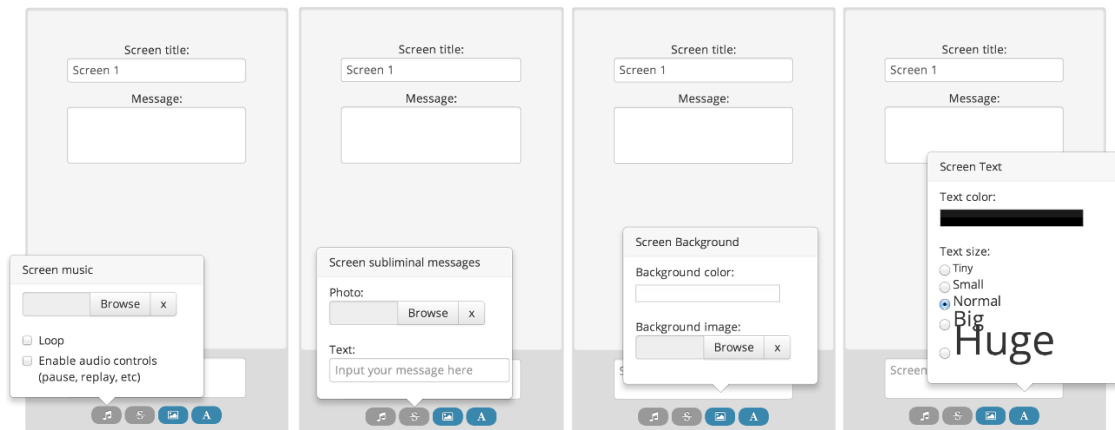 Screen title:
Screen 1
Message:
Screen music
Browse x
Loop
Enable audio controls
(pause, replay, etc)
S A
Screen title:
Screen 1
Message:
Screen subliminal messages
Photo:
Browse x
Text:
Input your message here
S A
Screen title:
Screen 1
Message:
Screen Background
Background color:
Background image:
Browse x
S A
Screen title:
Screen 1
Message:
Screen Text
Text color:
Text size:
Tiny
Small
Normal
Big
Huge
Screen
S A